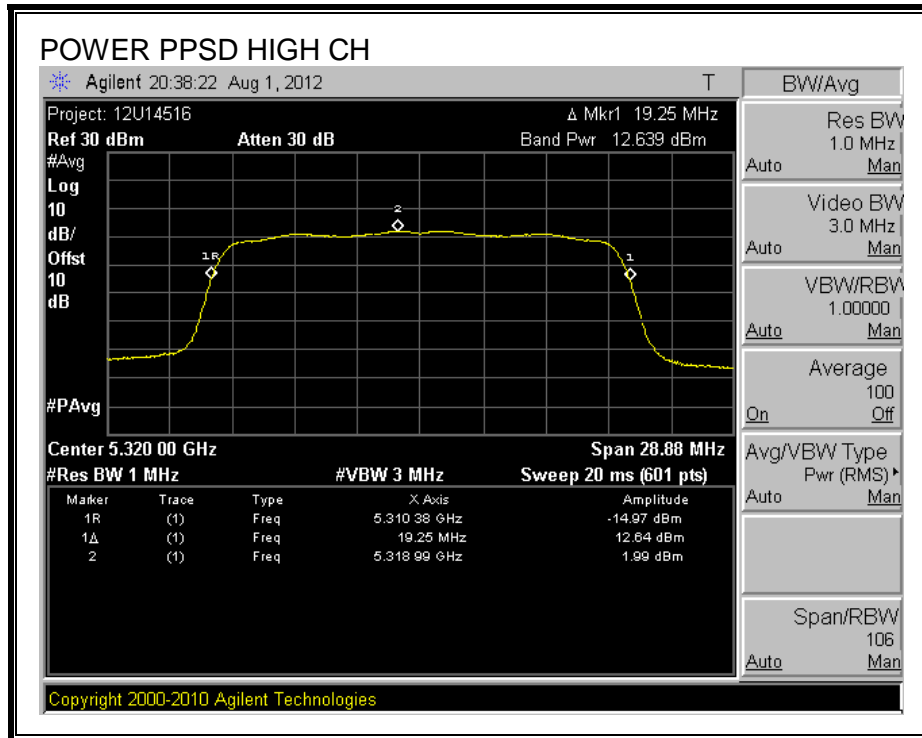 POWER PPSD HIGH CH
Agilent 20:38:22 Aug 1, 2012 T
Project: 12U14516 Δ Mkr1 19.25 MHz
Ref 30 dBm Atten 30 dB Band Pwr 12.639 dBm
#Avg
Log
10
dB/
Offst
10
dB
2
1R
1
#PAvg
Center 5.320 00 GHz Span 28.88 MHz
#Res BW 1 MHz #VBW 3 MHz Sweep 20 ms (601 pts)
Marker Trace Type X Axis Amplitude
1R (1) Freq 5.310 38 GHz -14.97 dBm
1Δ (1) Freq 19.25 MHz 12.64 dBm
2 (1) Freq 5.318 99 GHz 1.99 dBm
Copyright 2000-2010 Agilent Technologies
BW/Avg
Res BW
1.0 MHz
Auto Man
Video BW
3.0 MHz
Auto Man
VBW/RBW
1.00000
Auto Man
Average
100
On Off
Avg/VBW Type
Pwr (RMS)
Auto Man
Span/RBW
106
Auto Man